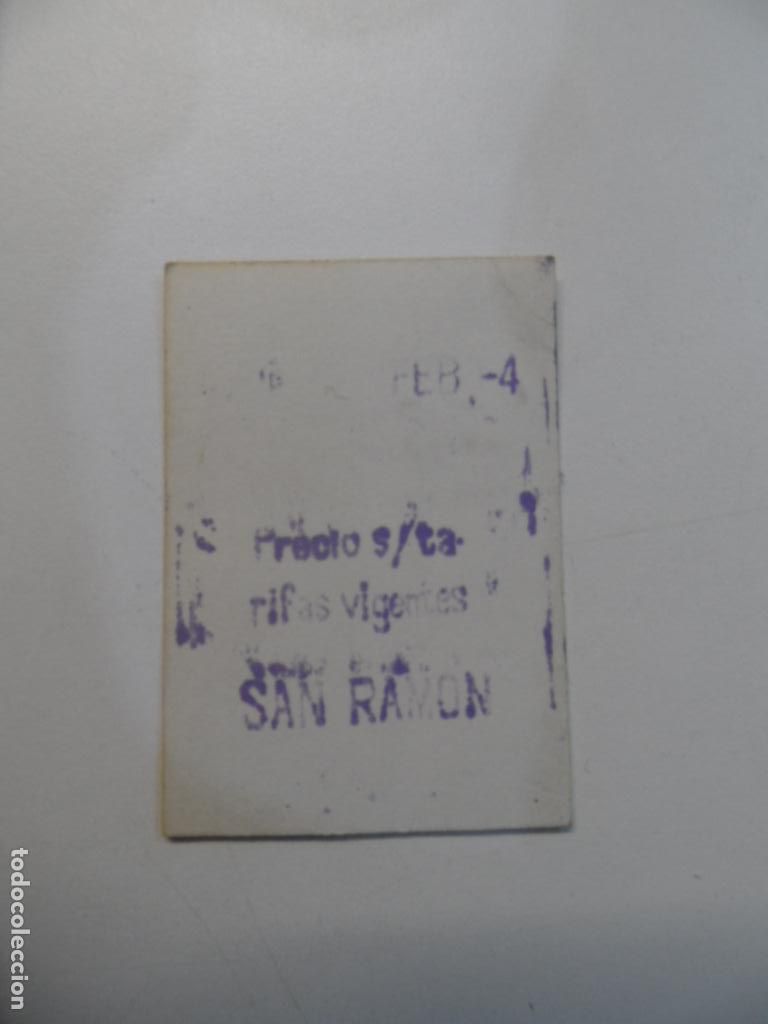 FEB. -4
Precio s/ta-
rifas vigentes
SAN RAMON
todocoleccion